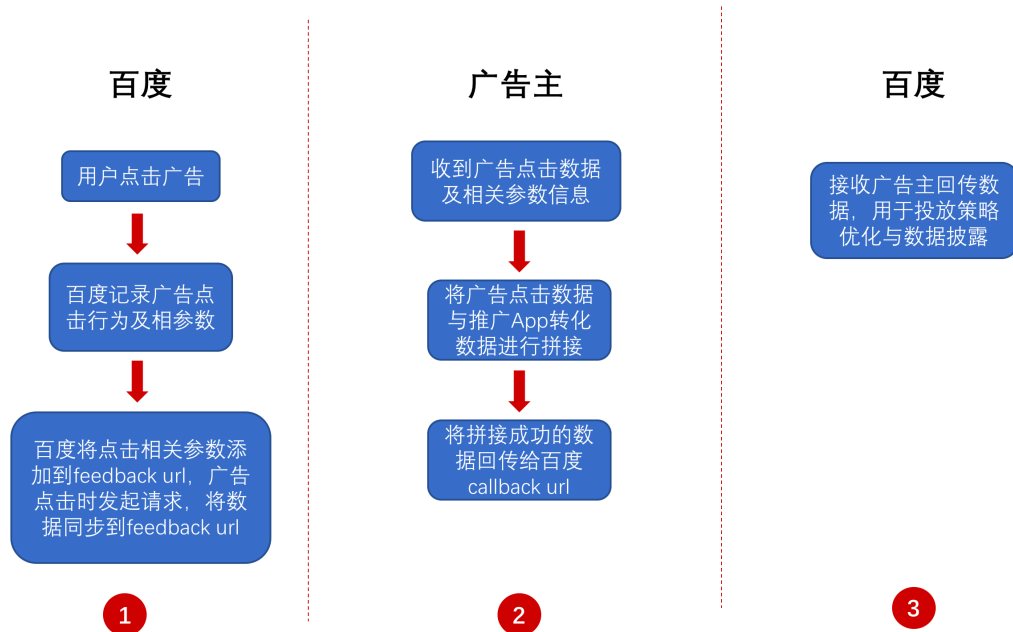 百度
用户点击广告
百度记录广告点
击行为及相参数
百度将点击相关参数添
加到feedback url，广告
点击时发起请求，将数
据同步到feedback url
1
广告主
收到广告点击数据
及相关参数信息
将广告点击数据
与推广App转化
数据进行拼接
将拼接成功的数
据回传给百度
callback url
2
百度
接收广告主回传数
据，用于投放策略
优化与数据披露
3